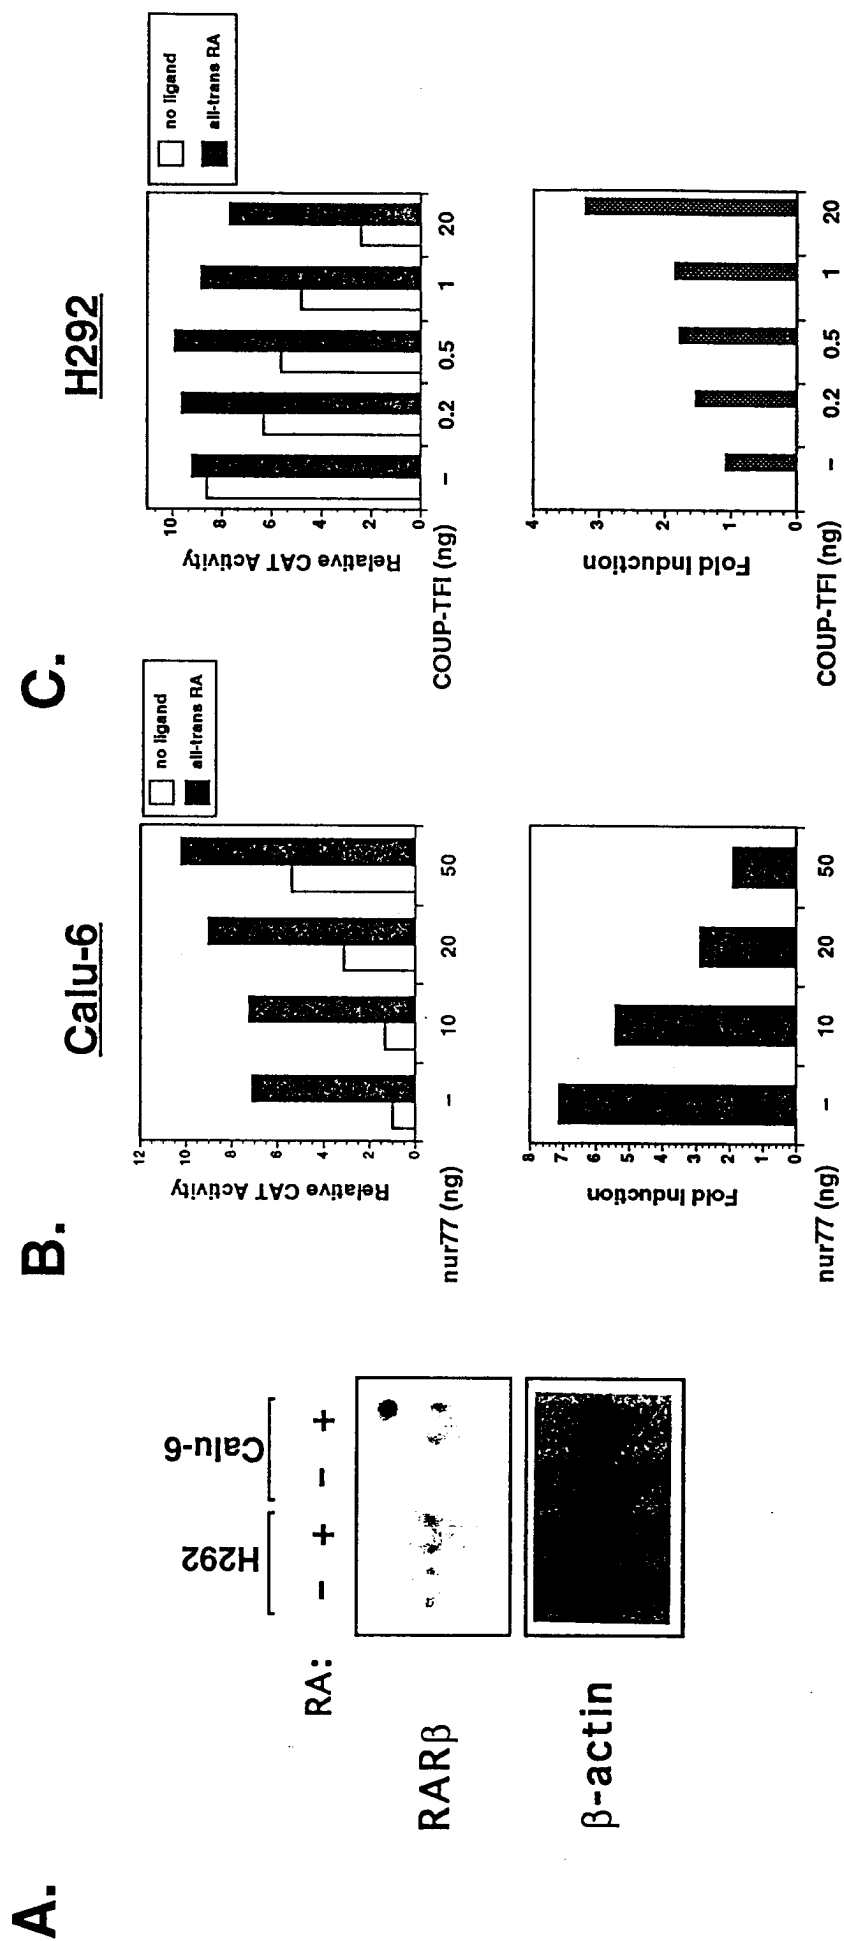 A.
H292
Calu-6
RA:
−
+
−
+
RARβ
β-actin
B.
Calu-6
no ligand
all-trans RA
Relative CAT Activity
12
10
8
6
4
2
0
nur77 (ng)
−
10
20
50
Fold Induction
8
7
6
5
4
3
2
1
0
nur77 (ng)
−
10
20
50
C.
H292
no ligand
all-trans RA
Relative CAT Activity
10
8
6
4
2
0
COUP-TFI (ng)
−
0.2
0.5
1
20
Fold Induction
4
3
2
1
0
COUP-TFI (ng)
−
0.2
0.5
1
20